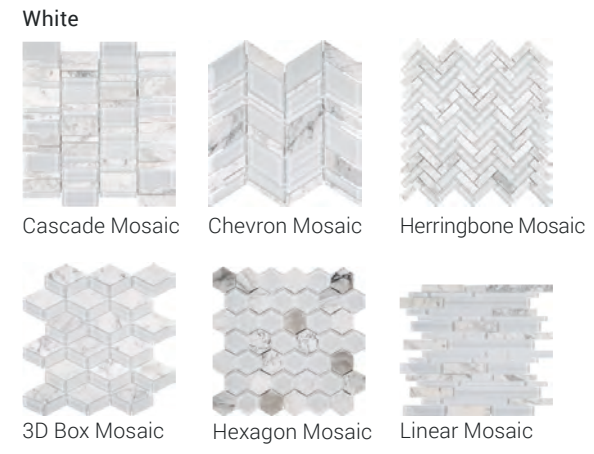 White
Cascade Mosaic
Chevron Mosaic
Herringbone Mosaic
3D Box Mosaic
Hexagon Mosaic
Linear Mosaic